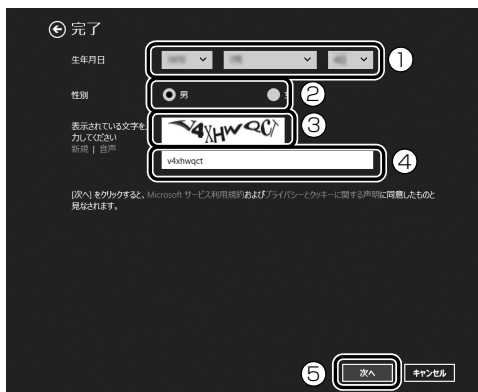 完了
生年月日
①
性別
男
②
表示されている文字を
力してください
新規 | 音声
V4XHWQCT
③
v4xhwqct
④
[次へ] をクリックすると、Microsoft サービス利用規約およびプライバシーとクッキーに関する声明に同意したものと
見なされます。
⑤
次へ
キャンセル